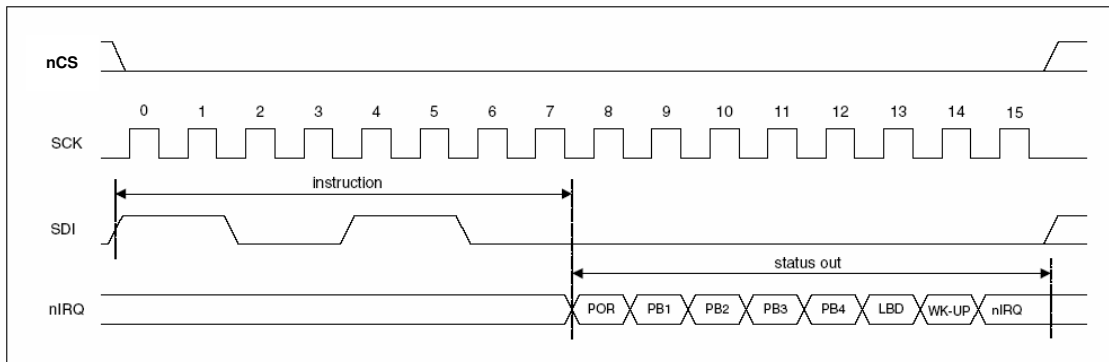 nCS
0 1 2 3 4 5 6 7 8 9 10 11 12 13 14 15
SCK
instruction
SDI
status out
nIRQ POR PB1 PB2 PB3 PB4 LBD WK-UP nIRQ